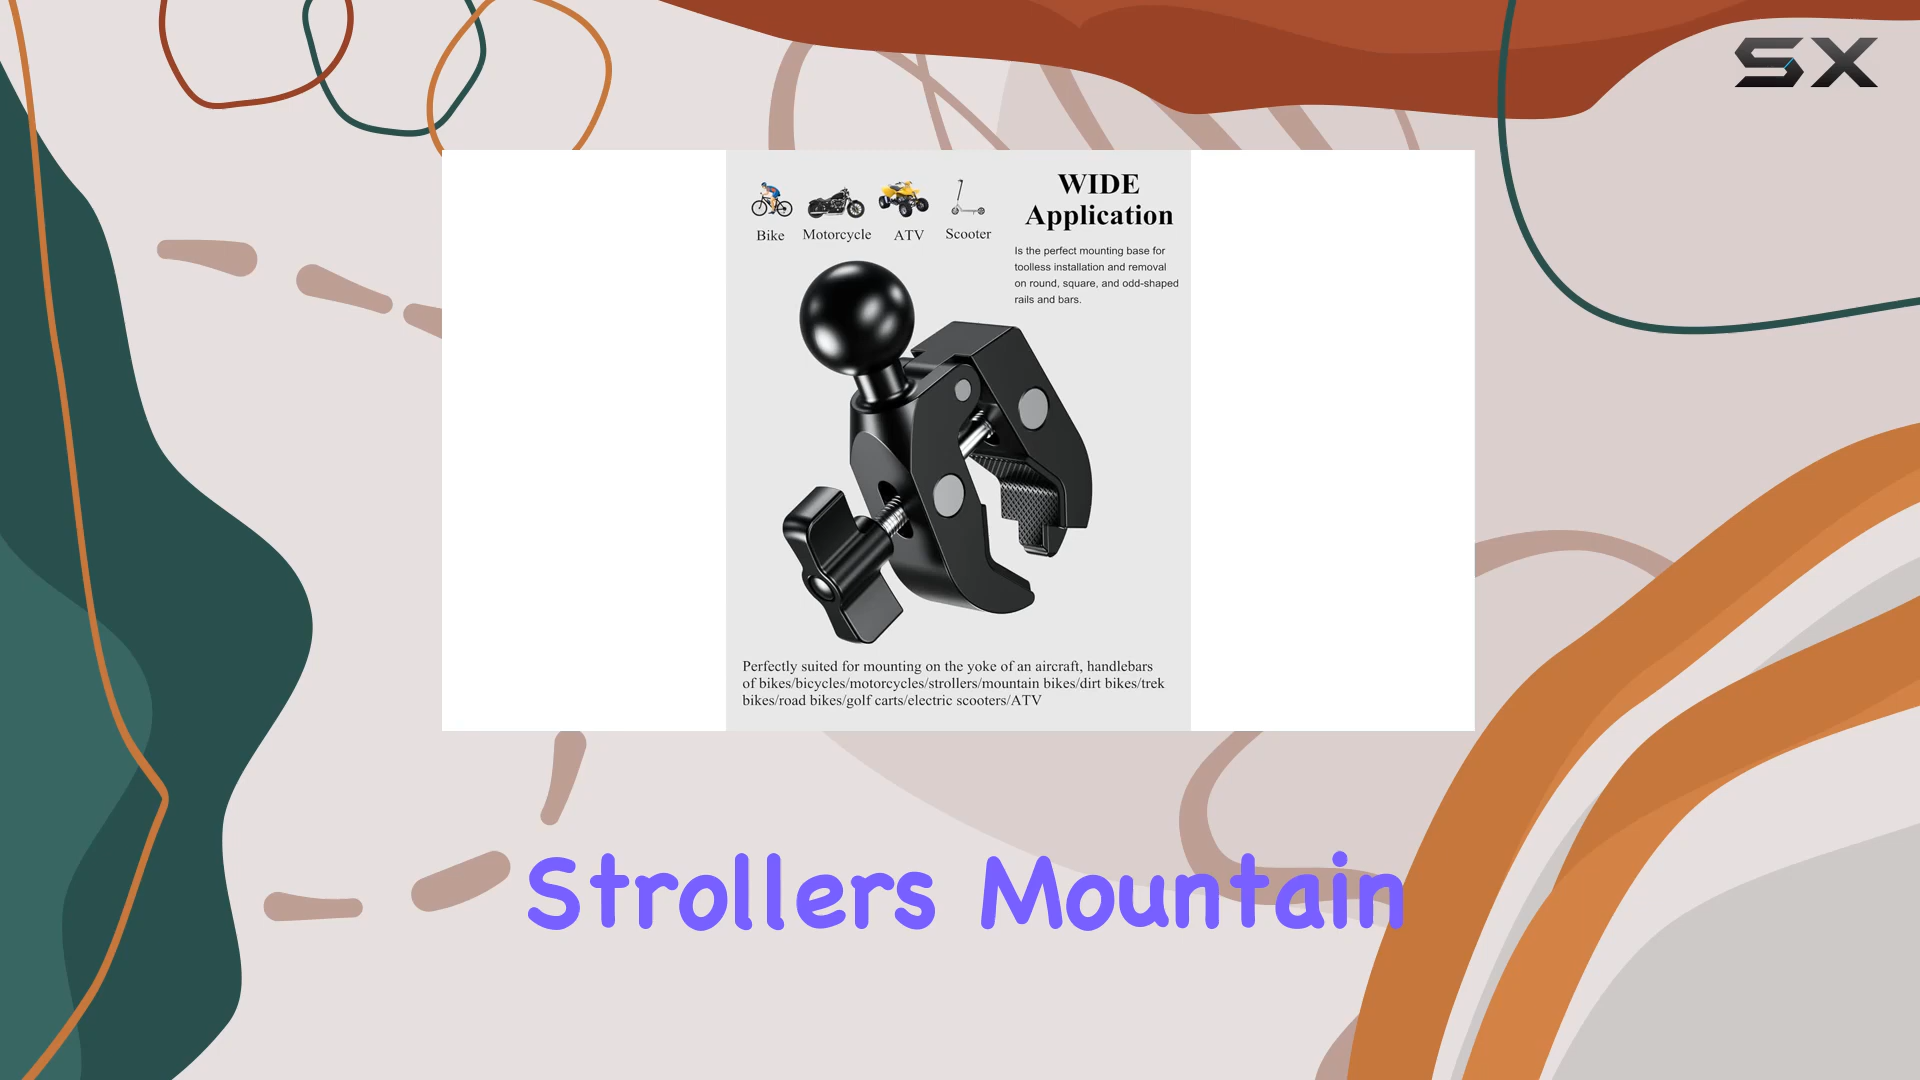 SX
WIDE
Application
Bike Motorcycle ATV Scooter
Is the perfect mounting base for
toolless installation and removal
on round, square, and odd-shaped
rails and bars.
Perfectly suited for mounting on the yoke of an aircraft, handlebars
of bikes/bicycles/motorcycles/strollers/mountain bikes/dirt bikes/trek
bikes/road bikes/golf carts/electric scooters/ATV
Strollers Mountain